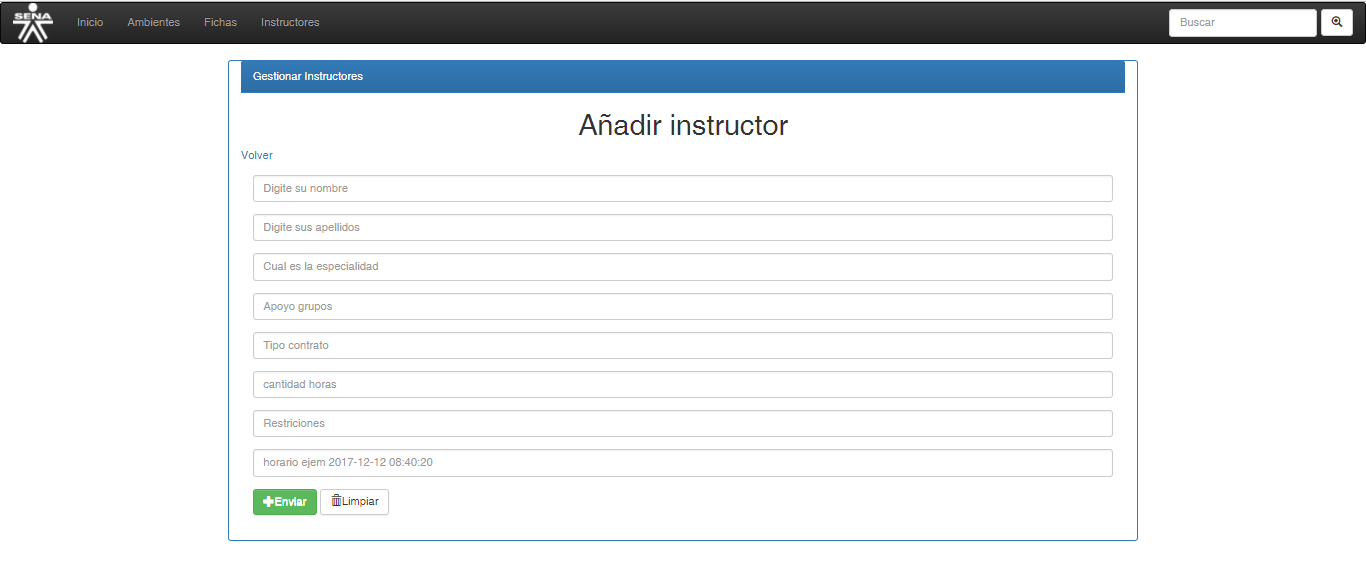 SENA
Inicio Ambientes Fichas Instructores Buscar
Gestionar Instructores
Añadir instructor
Volver
Digite su nombre
Digite sus apellidos
Cual es la especialidad
Apoyo grupos
Tipo contrato
cantidad horas
Restriciones
horario ejem 2017-12-12 08:40:20
Enviar Limpiar